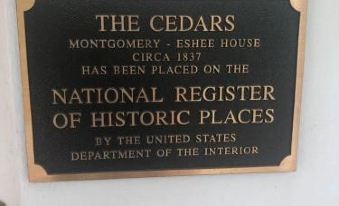 THE CEDARS
MONTGOMERY - ESHEE HOUSE
CIRCA 1837
HAS BEEN PLACED ON THE
NATIONAL REGISTER
OF HISTORIC PLACES
BY THE UNITED STATES
DEPARTMENT OF THE INTERIOR